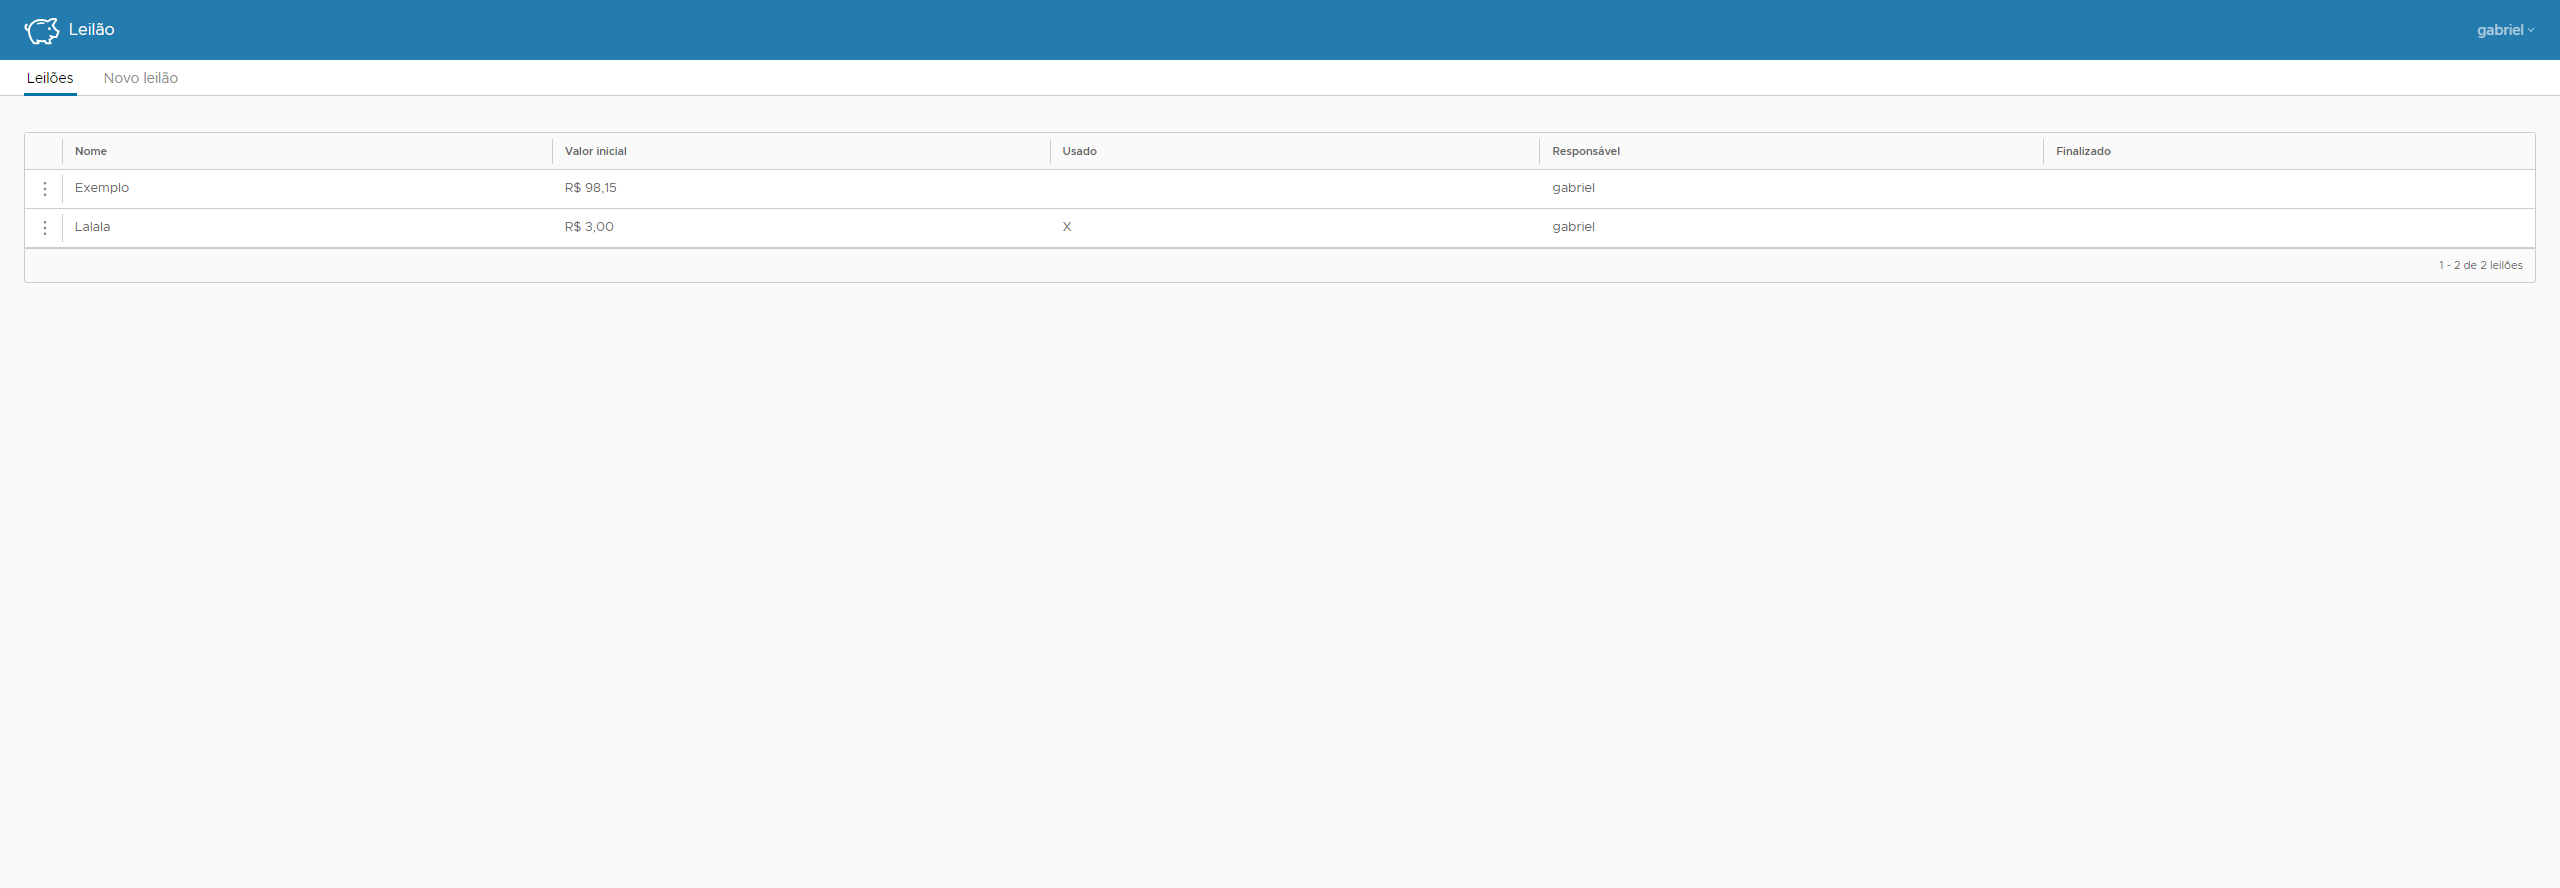 Leilão
gabriel
Leilões Novo leilão
Nome Valor inicial Usado Responsável Finalizado
Exemplo R$ 98,15 gabriel
Lalala R$ 3,00 X gabriel
1 - 2 de 2 leilões